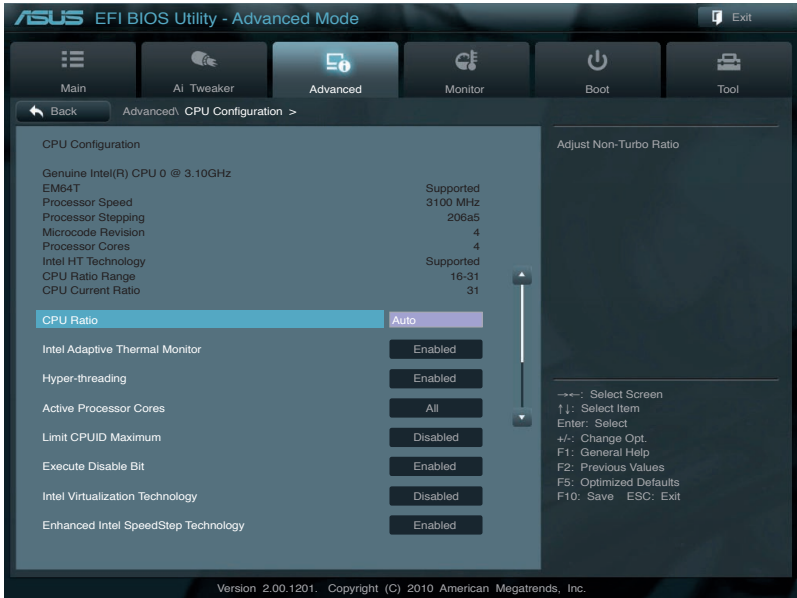 ASUS EFI BIOS Utility - Advanced Mode
Exit
Main
Ai Tweaker
Advanced
Monitor
Boot
Tool
Back
Advanced\ CPU Configuration >
CPU Configuration
Genuine Intel(R) CPU 0 @ 3.10GHz
EM64T Supported
Processor Speed 3100 MHz
Processor Stepping 206a5
Microcode Revision 4
Processor Cores 4
Intel HT Technology Supported
CPU Ratio Range 16-31
CPU Current Ratio 31
CPU Ratio Auto
Intel Adaptive Thermal Monitor Enabled
Hyper-threading Enabled
Active Processor Cores All
Limit CPUID Maximum Disabled
Execute Disable Bit Enabled
Intel Virtualization Technology Disabled
Enhanced Intel SpeedStep Technology Enabled
Adjust Non-Turbo Ratio
→←: Select Screen
↑↓: Select Item
Enter: Select
+/-: Change Opt.
F1: General Help
F2: Previous Values
F5: Optimized Defaults
F10: Save ESC: Exit
Version 2.00.1201. Copyright (C) 2010 American Megatrends, Inc.